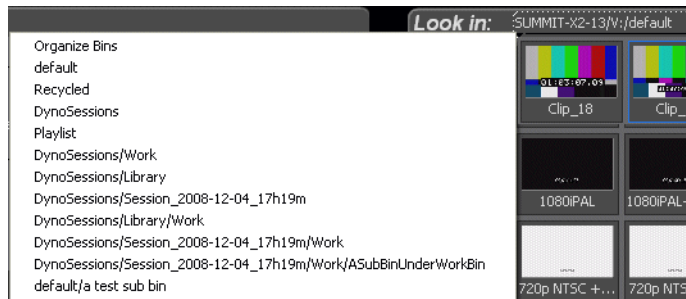 Look in: SUMMIT-X2-13/V:/default
Organize Bins
default
Recycled
DynoSessions
Playlist
DynoSessions/Work
DynoSessions/Library
DynoSessions/Session_2008-12-04_17h19m
DynoSessions/Library/Work
DynoSessions/Session_2008-12-04_17h19m/Work
DynoSessions/Session_2008-12-04_17h19m/Work/ASubBinUnderWorkBin
default/a test sub bin
01:23:07.09
Clip_18
Clip_
1080iPAL
1080iPAL-
720p NTSC +...
720p NTS